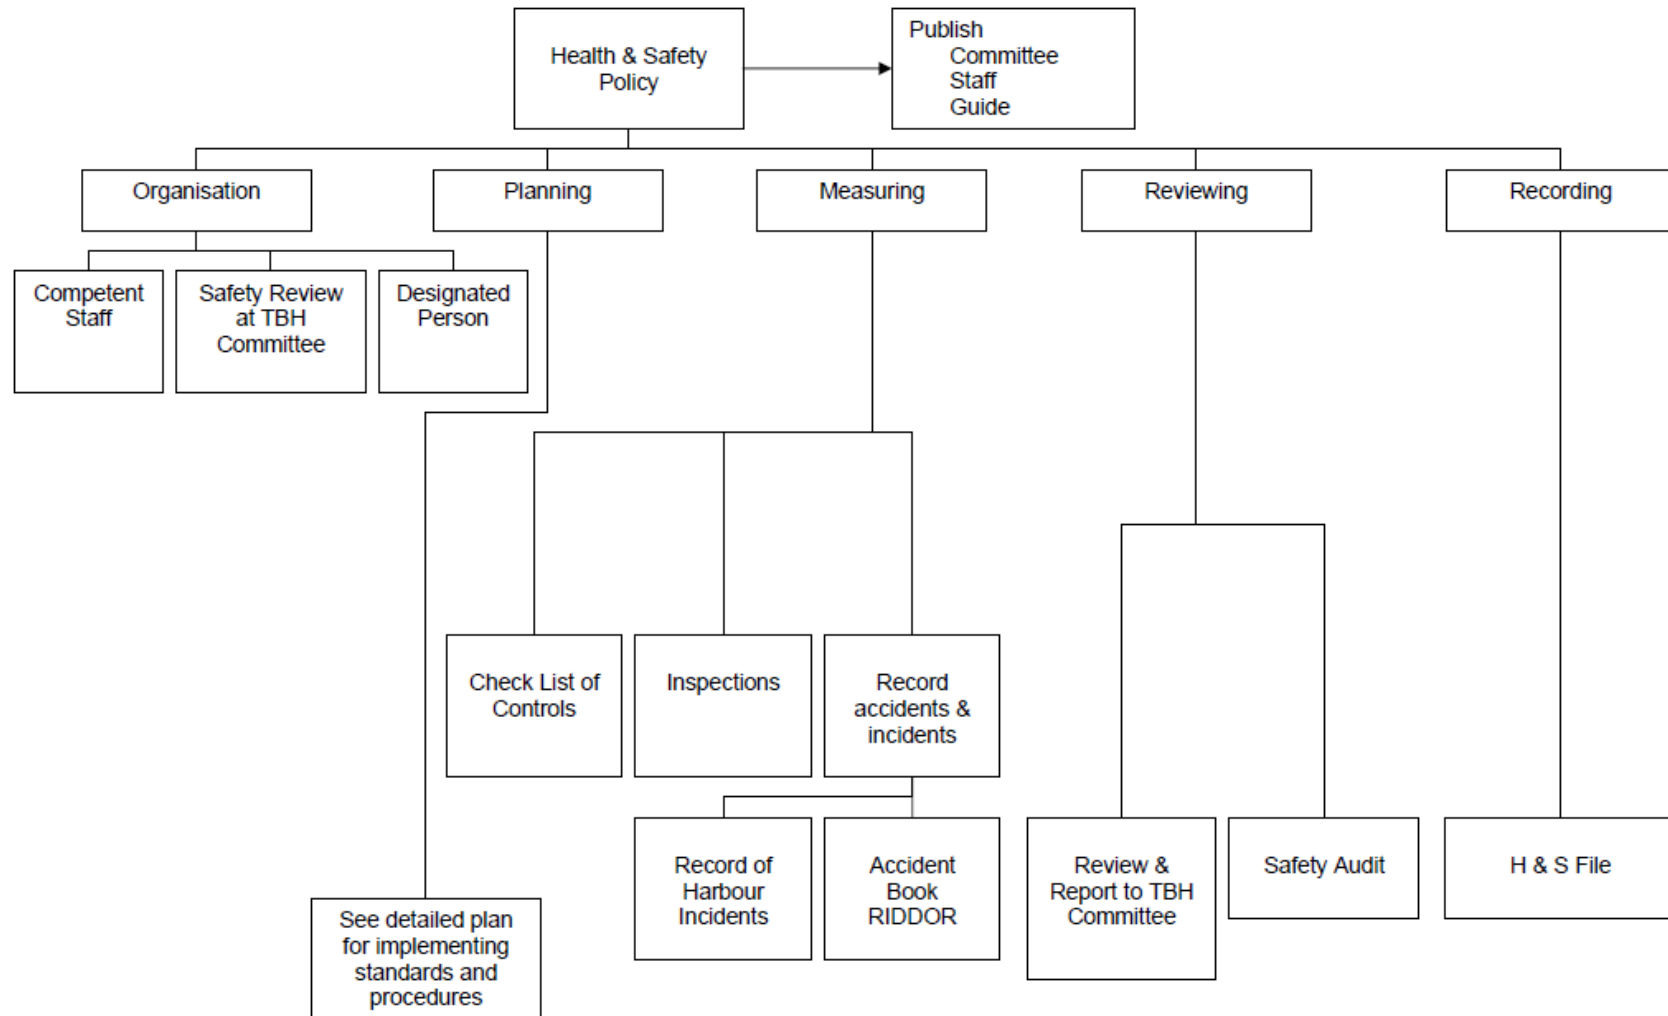 Health & Safety
Policy
Publish
Committee
Staff
Guide
Organisation
Planning
Measuring
Reviewing
Recording
Competent
Staff
Safety Review
at TBH
Committee
Designated
Person
Check List of
Controls
Inspections
Record
accidents &
incidents
Record of
Harbour
Incidents
Accident
Book
RIDDOR
Review &
Report to TBH
Committee
Safety Audit
H & S File
See detailed plan
for implementing
standards and
procedures